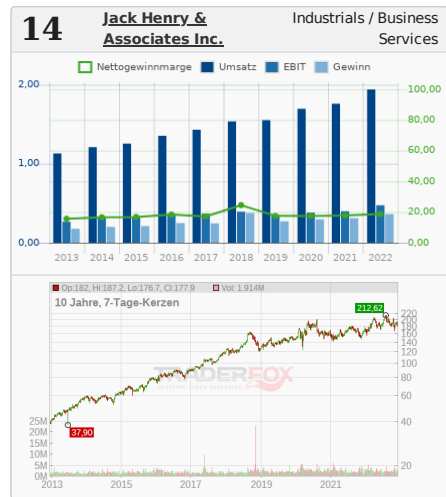 14
Jack Henry &
Associates Inc.
Industrials / Business
Services
Nettogewinnmarge Umsatz EBIT Gewinn
2,00
1,00
0,00
100,00
80,00
60,00
40,00
20,00
0,00
2013 2014 2015 2016 2017 2018 2019 2020 2021 2022
Op:182, Hi:187.2, Lo:176.7, Cl:177.9 Vol: 1.914M
10 Jahre, 7-Tage-Kerzen
212,62
TRADERFOX
37,90
220
200
180
160
140
120
100
80
60
40
20
25M
20M
15M
10M
5M
0M
2013 2015 2017 2019 2021